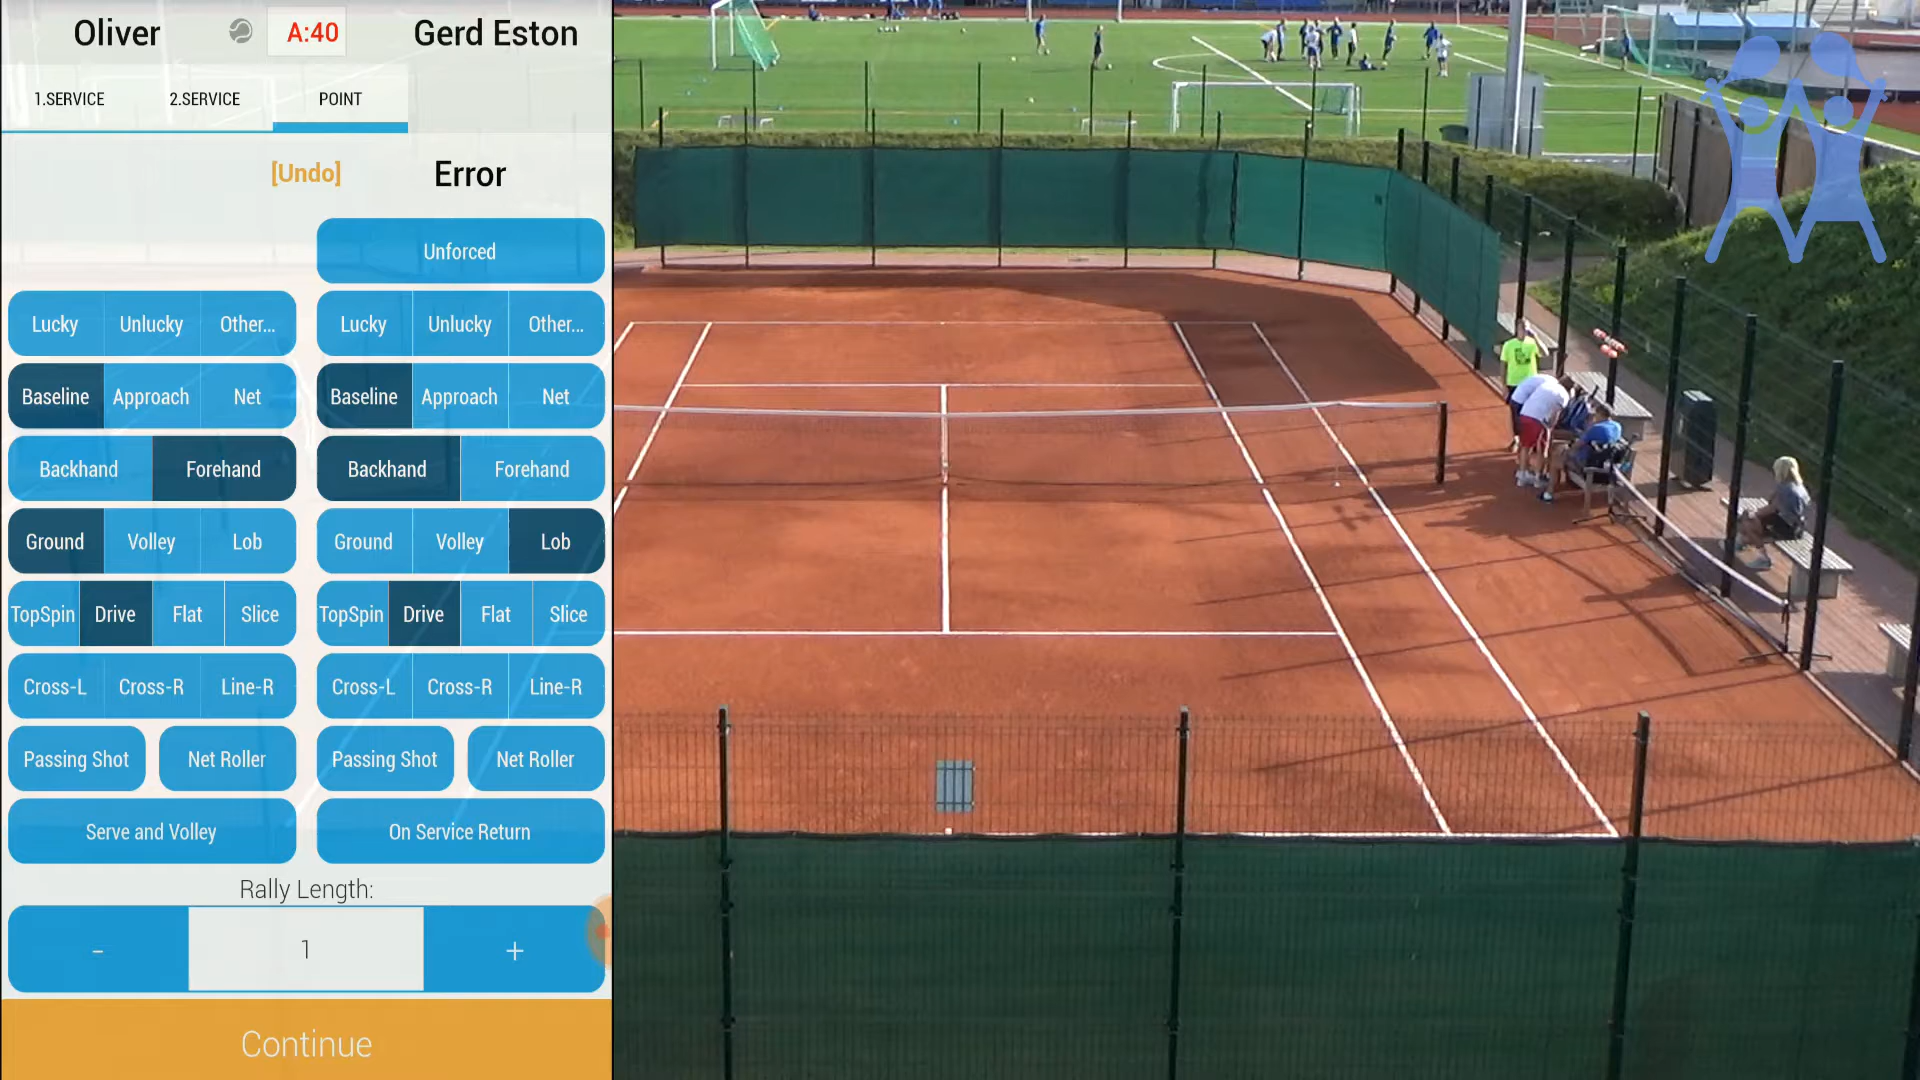 Oliver A:40 Gerd Eston
1.SERVICE 2.SERVICE POINT
[Undo] Error
Unforced
Lucky Unlucky Other... Lucky Unlucky Other...
Baseline Approach Net Baseline Approach Net
Backhand Forehand Backhand Forehand
Ground Volley Lob Ground Volley Lob
TopSpin Drive Flat Slice TopSpin Drive Flat Slice
Cross-L Cross-R Line-R Cross-L Cross-R Line-R
Passing Shot Net Roller Passing Shot Net Roller
Serve and Volley On Service Return
Rally Length:
- 1 +
Continue